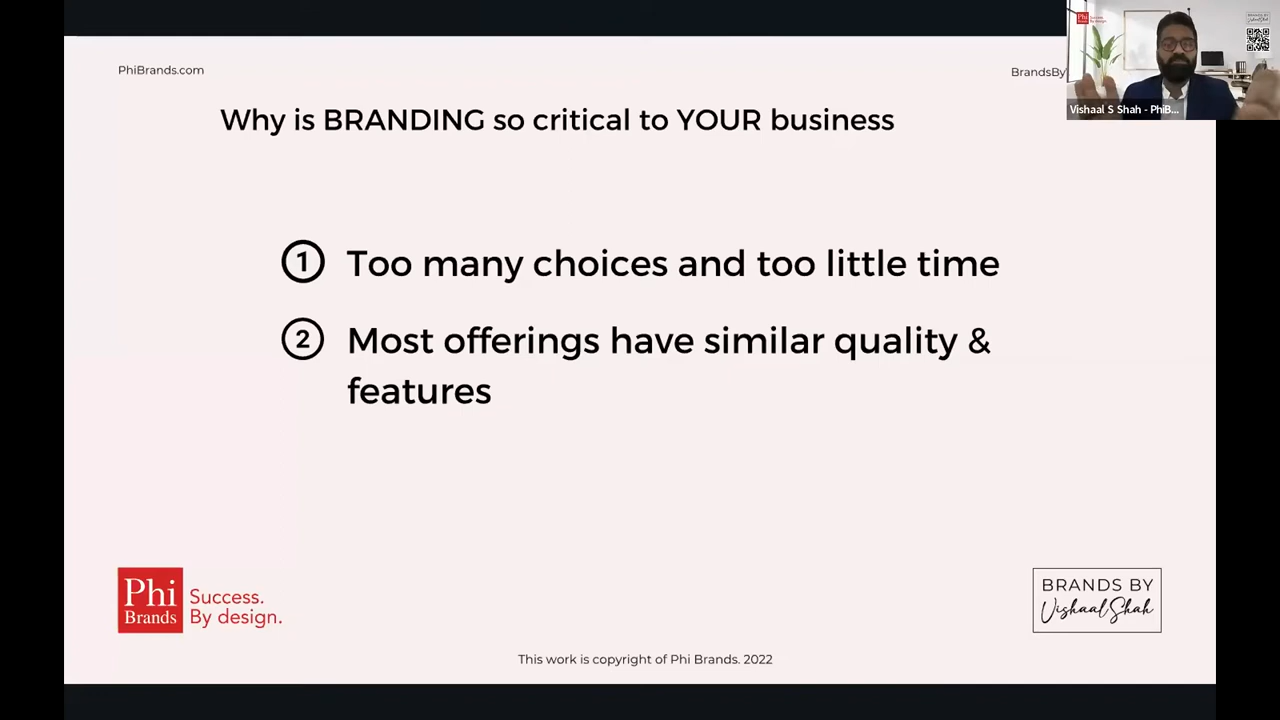 PhiBrands.com
BrandsBy
Vishaal S Shah - PhiB...
Why is BRANDING so critical to YOUR business
1 Too many choices and too little time
2 Most offerings have similar quality &
features
Phi
Brands
Success.
By design.
BRANDS BY
Vishaal Shah
This work is copyright of Phi Brands. 2022